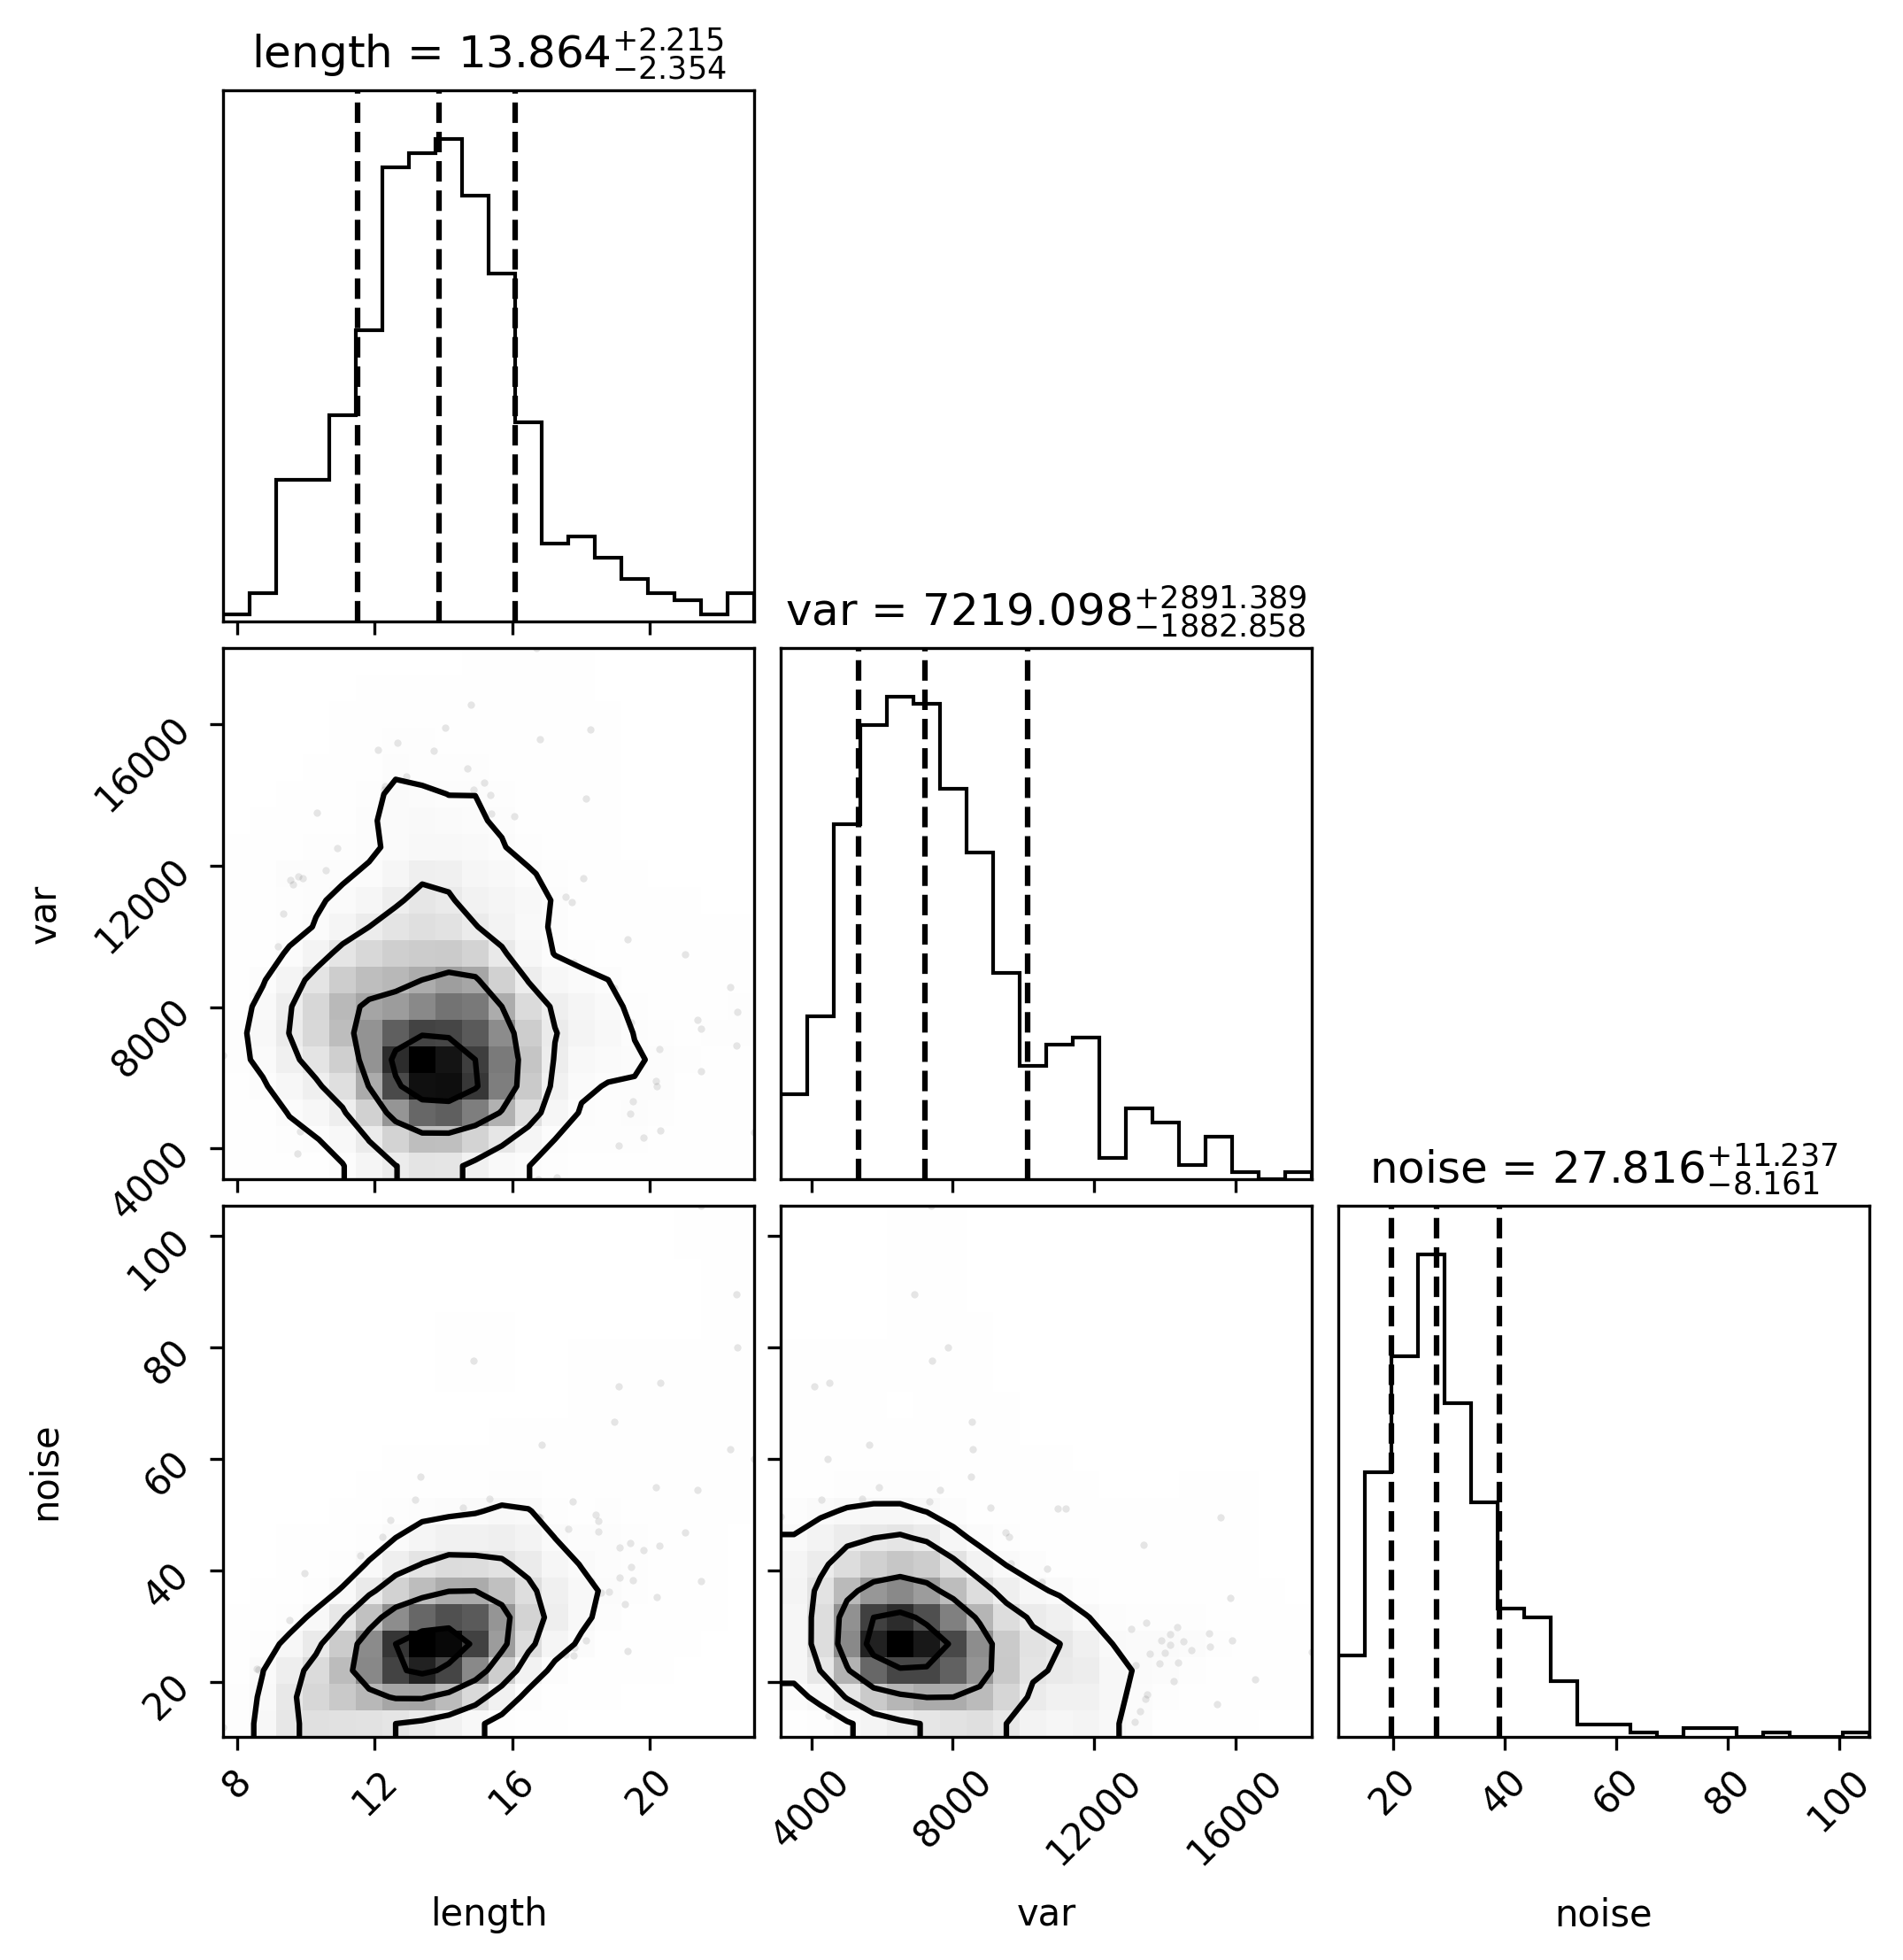 length = 13.864+2.215−2.354
var = 7219.098+2891.389−1882.858
16000
12000
8000
4000
var
noise = 27.816+11.237−8.161
100
80
60
40
20
noise
8 12 16 20
4000 8000 12000 16000
20 40 60 80 100
length var noise